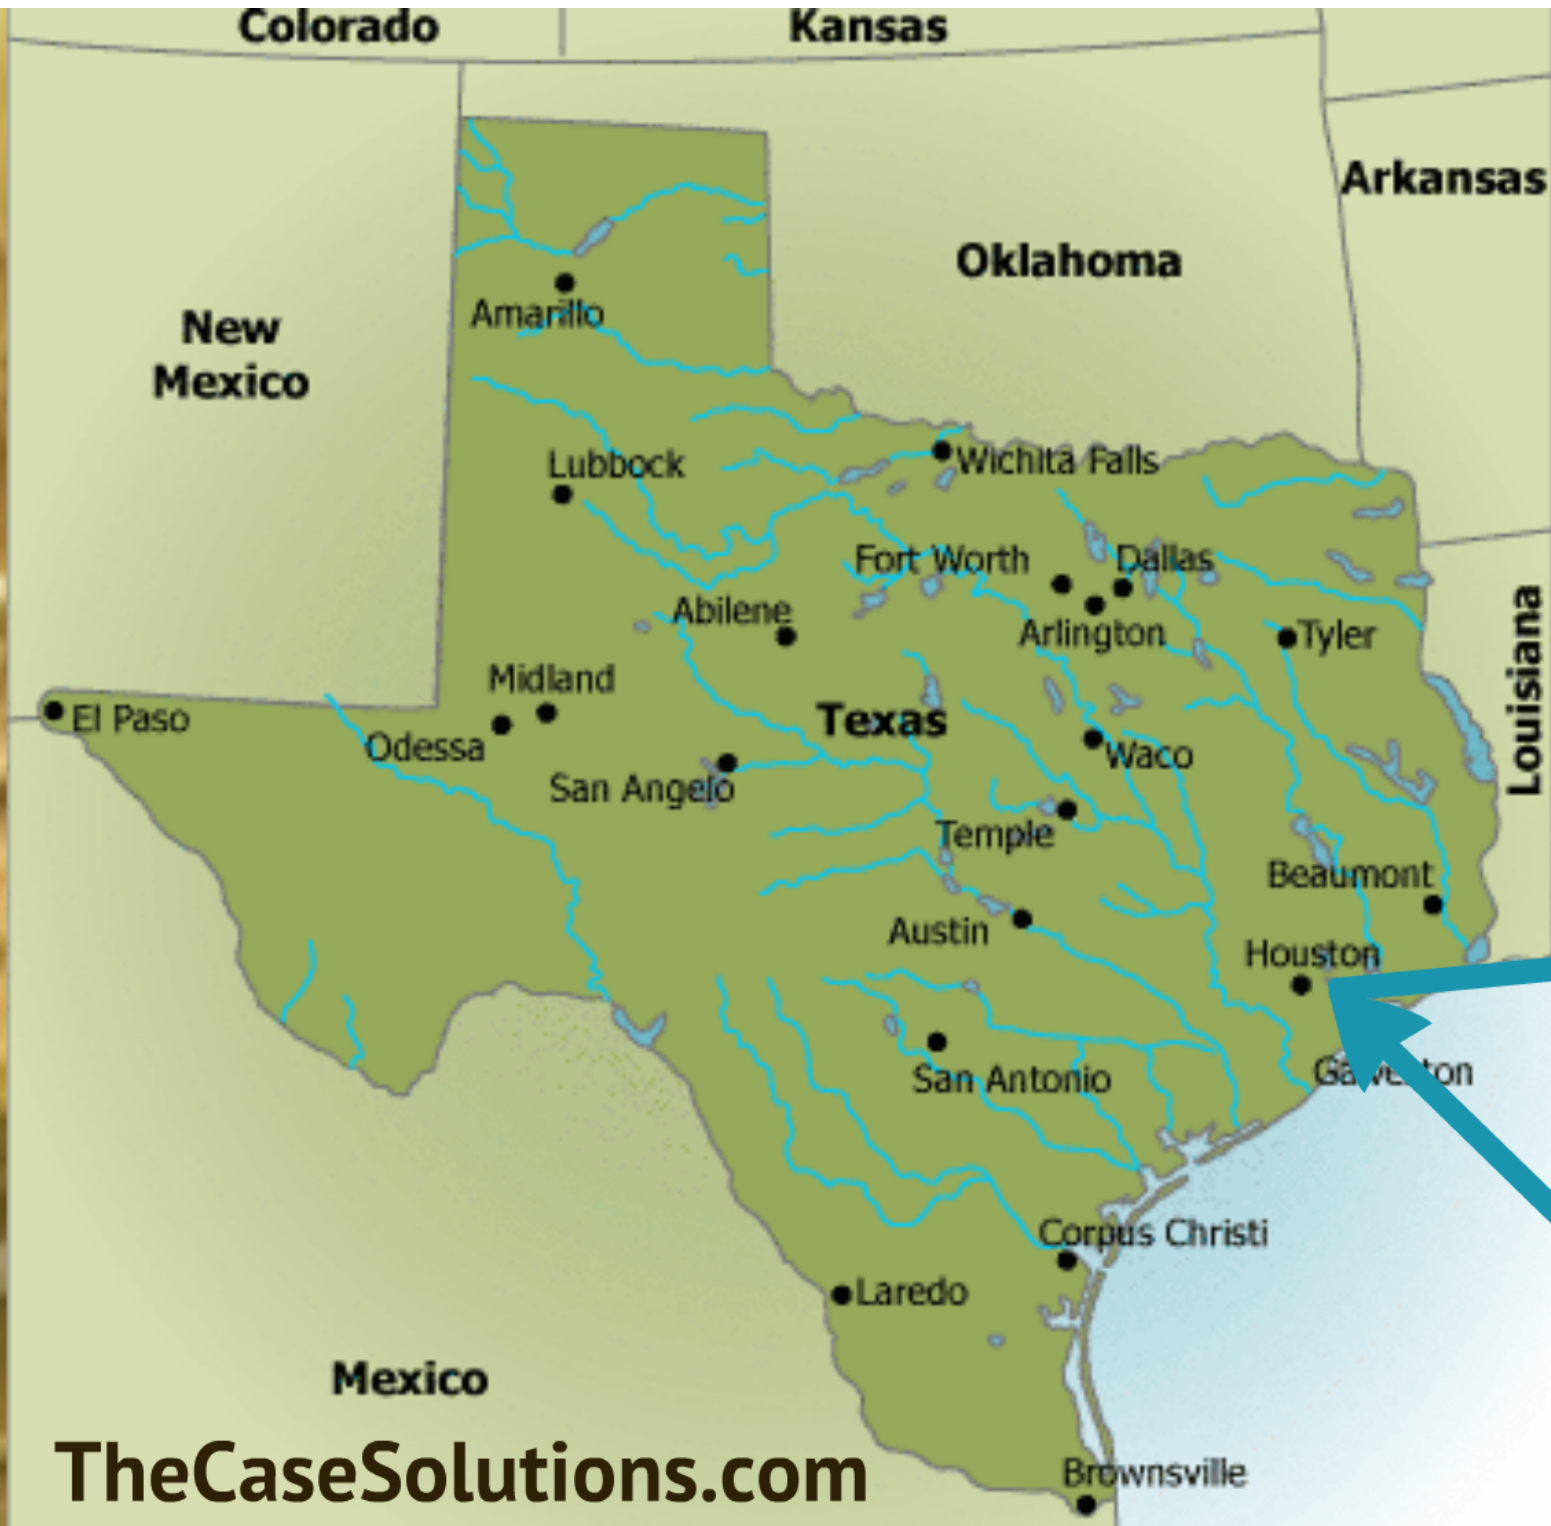 Colorado
Kansas
Arkansas
Oklahoma
New
Mexico
Amarillo
Lubbock
Wichita Falls
Fort Worth
Dallas
Abilene
Arlington
Tyler
Louisiana
Midland
El Paso
Odessa
Texas
Waco
San Angelo
Temple
Beaumont
Austin
Houston
San Antonio
Galveston
Corpus Christi
Laredo
Mexico
TheCaseSolutions.com
Brownsville